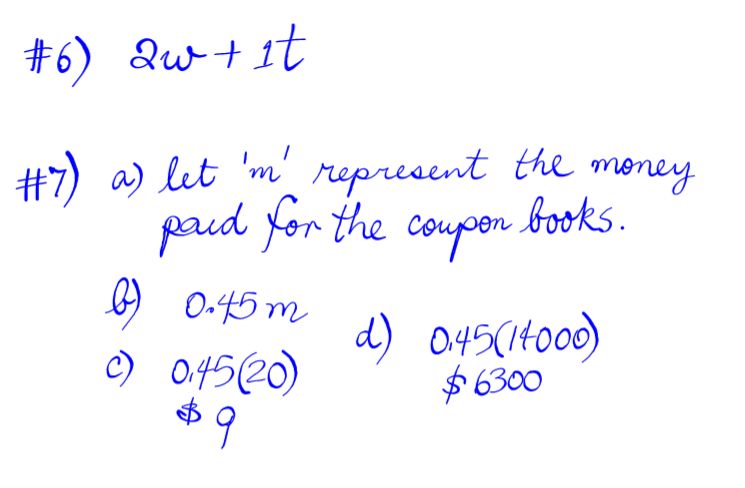 #6) 2w + 1t
#7) a) let 'm' represent the money
paid for the coupon books.
b) 0.45m
c) 0.45(20)
$9
d) 0.45(14000)
$6300